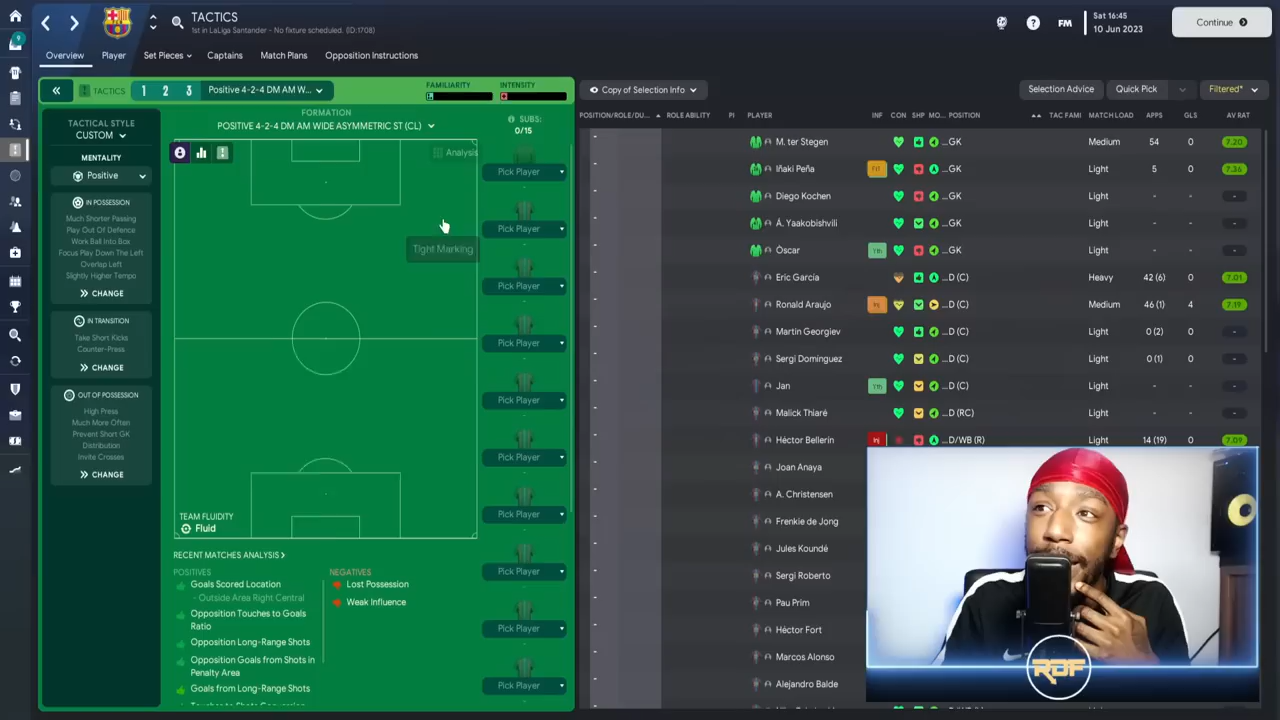 TACTICS
1st in LaLiga Santander - No fixture scheduled. (ID:1708)
9
?
FM
Sat 16:45
10 Jun 2023
Continue
Overview
Player
Set Pieces
Captains
Match Plans
Opposition Instructions
TACTICS
1 2 3
Positive 4-2-4 DM AM W...
FAMILIARITY
INTENSITY
Copy of Selection Info
Selection Advice
Quick Pick
Filtered*
TACTICAL STYLE
CUSTOM
MENTALITY
Positive
IN POSSESSION
Much Shorter Passing
Play Out Of Defence
Work Ball Into Box
Focus Play Down The Left
Overlap Left
Slightly Higher Tempo
CHANGE
IN TRANSITION
Take Short Kicks
Counter-Press
CHANGE
OUT OF POSSESSION
High Press
Much More Often
Prevent Short GK
Distribution
Invite Crosses
CHANGE
FORMATION
POSITIVE 4-2-4 DM AM WIDE ASYMMETRIC ST (CL)
SUBS:
0/15
Analysis
Tight Marking
Pick Player
Pick Player
Pick Player
Pick Player
Pick Player
Pick Player
Pick Player
Pick Player
Pick Player
Pick Player
TEAM FLUIDITY
Fluid
RECENT MATCHES ANALYSIS
POSITIVES
Goals Scored Location
- Outside Area Right Central
Opposition Touches to Goals
Ratio
Opposition Long-Range Shots
Opposition Goals from Shots in
Penalty Area
Goals from Long-Range Shots
Touches to Shots Conversion
NEGATIVES
Lost Possession
Weak Influence
POSITION/ROLE/DU... ROLE ABILITY PI PLAYER INF CON SHP MO... POSITION TAC FAMI MATCH LOAD APPS GLS AV RAT
M. ter Stegen ...GK Medium 54 0 7.20
Iñaki Peña FYI ...GK Light 5 0 7.36
Diego Kochen ...GK Light - - -
Á. Yaakobishvili ...GK Light - - -
Óscar Yth ...GK Light - - -
Eric García ...D (C) Heavy 42 (6) 0 7.01
Ronald Araujo Inj ...D (C) Medium 46 (1) 4 7.19
Martin Georgiev ...D (C) Light 0 (2) 0 -
Sergi Domínguez ...D (C) Light 0 (1) 0 -
Jan Yth ...D (C) Light - - -
Malick Thiaré ...D (RC) Light - - -
Héctor Bellerín Inj ...D/WB (R) Light 14 (19) 0 7.09
Joan Anaya
A. Christensen
Frenkie de Jong
Jules Koundé
Sergi Roberto
Pau Prim
Héctor Fort
Marcos Alonso
Alejandro Balde
RDF